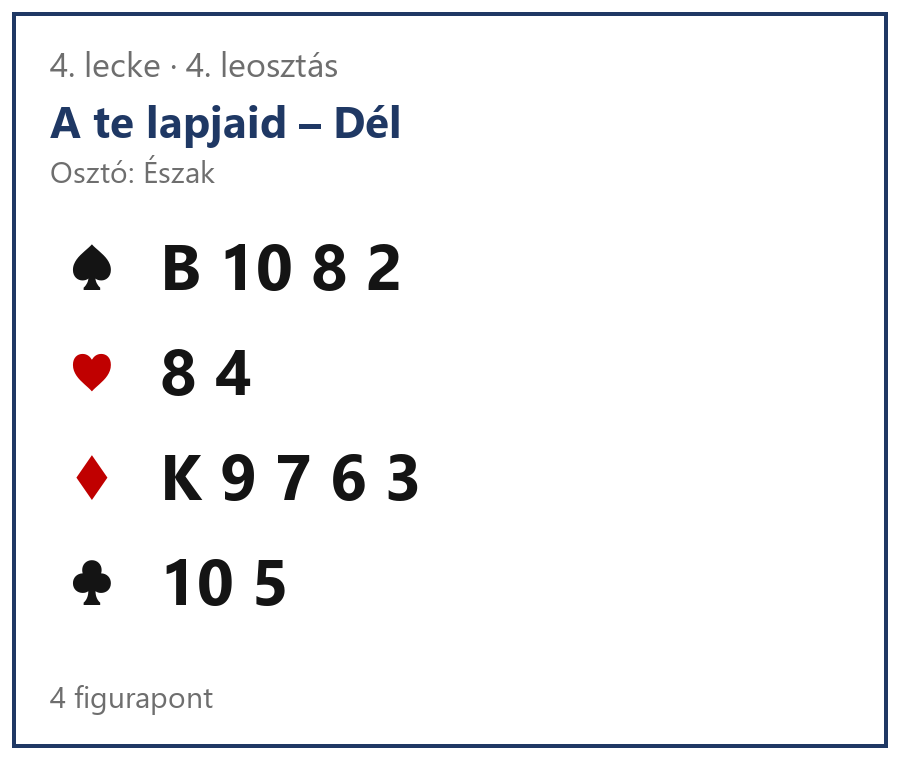 4. lecke · 4. leosztás
A te lapjaid – Dél
Osztó: Észak
♠ B 10 8 2
♥ 8 4
♦ K 9 7 6 3
♣ 10 5
4 figurapont